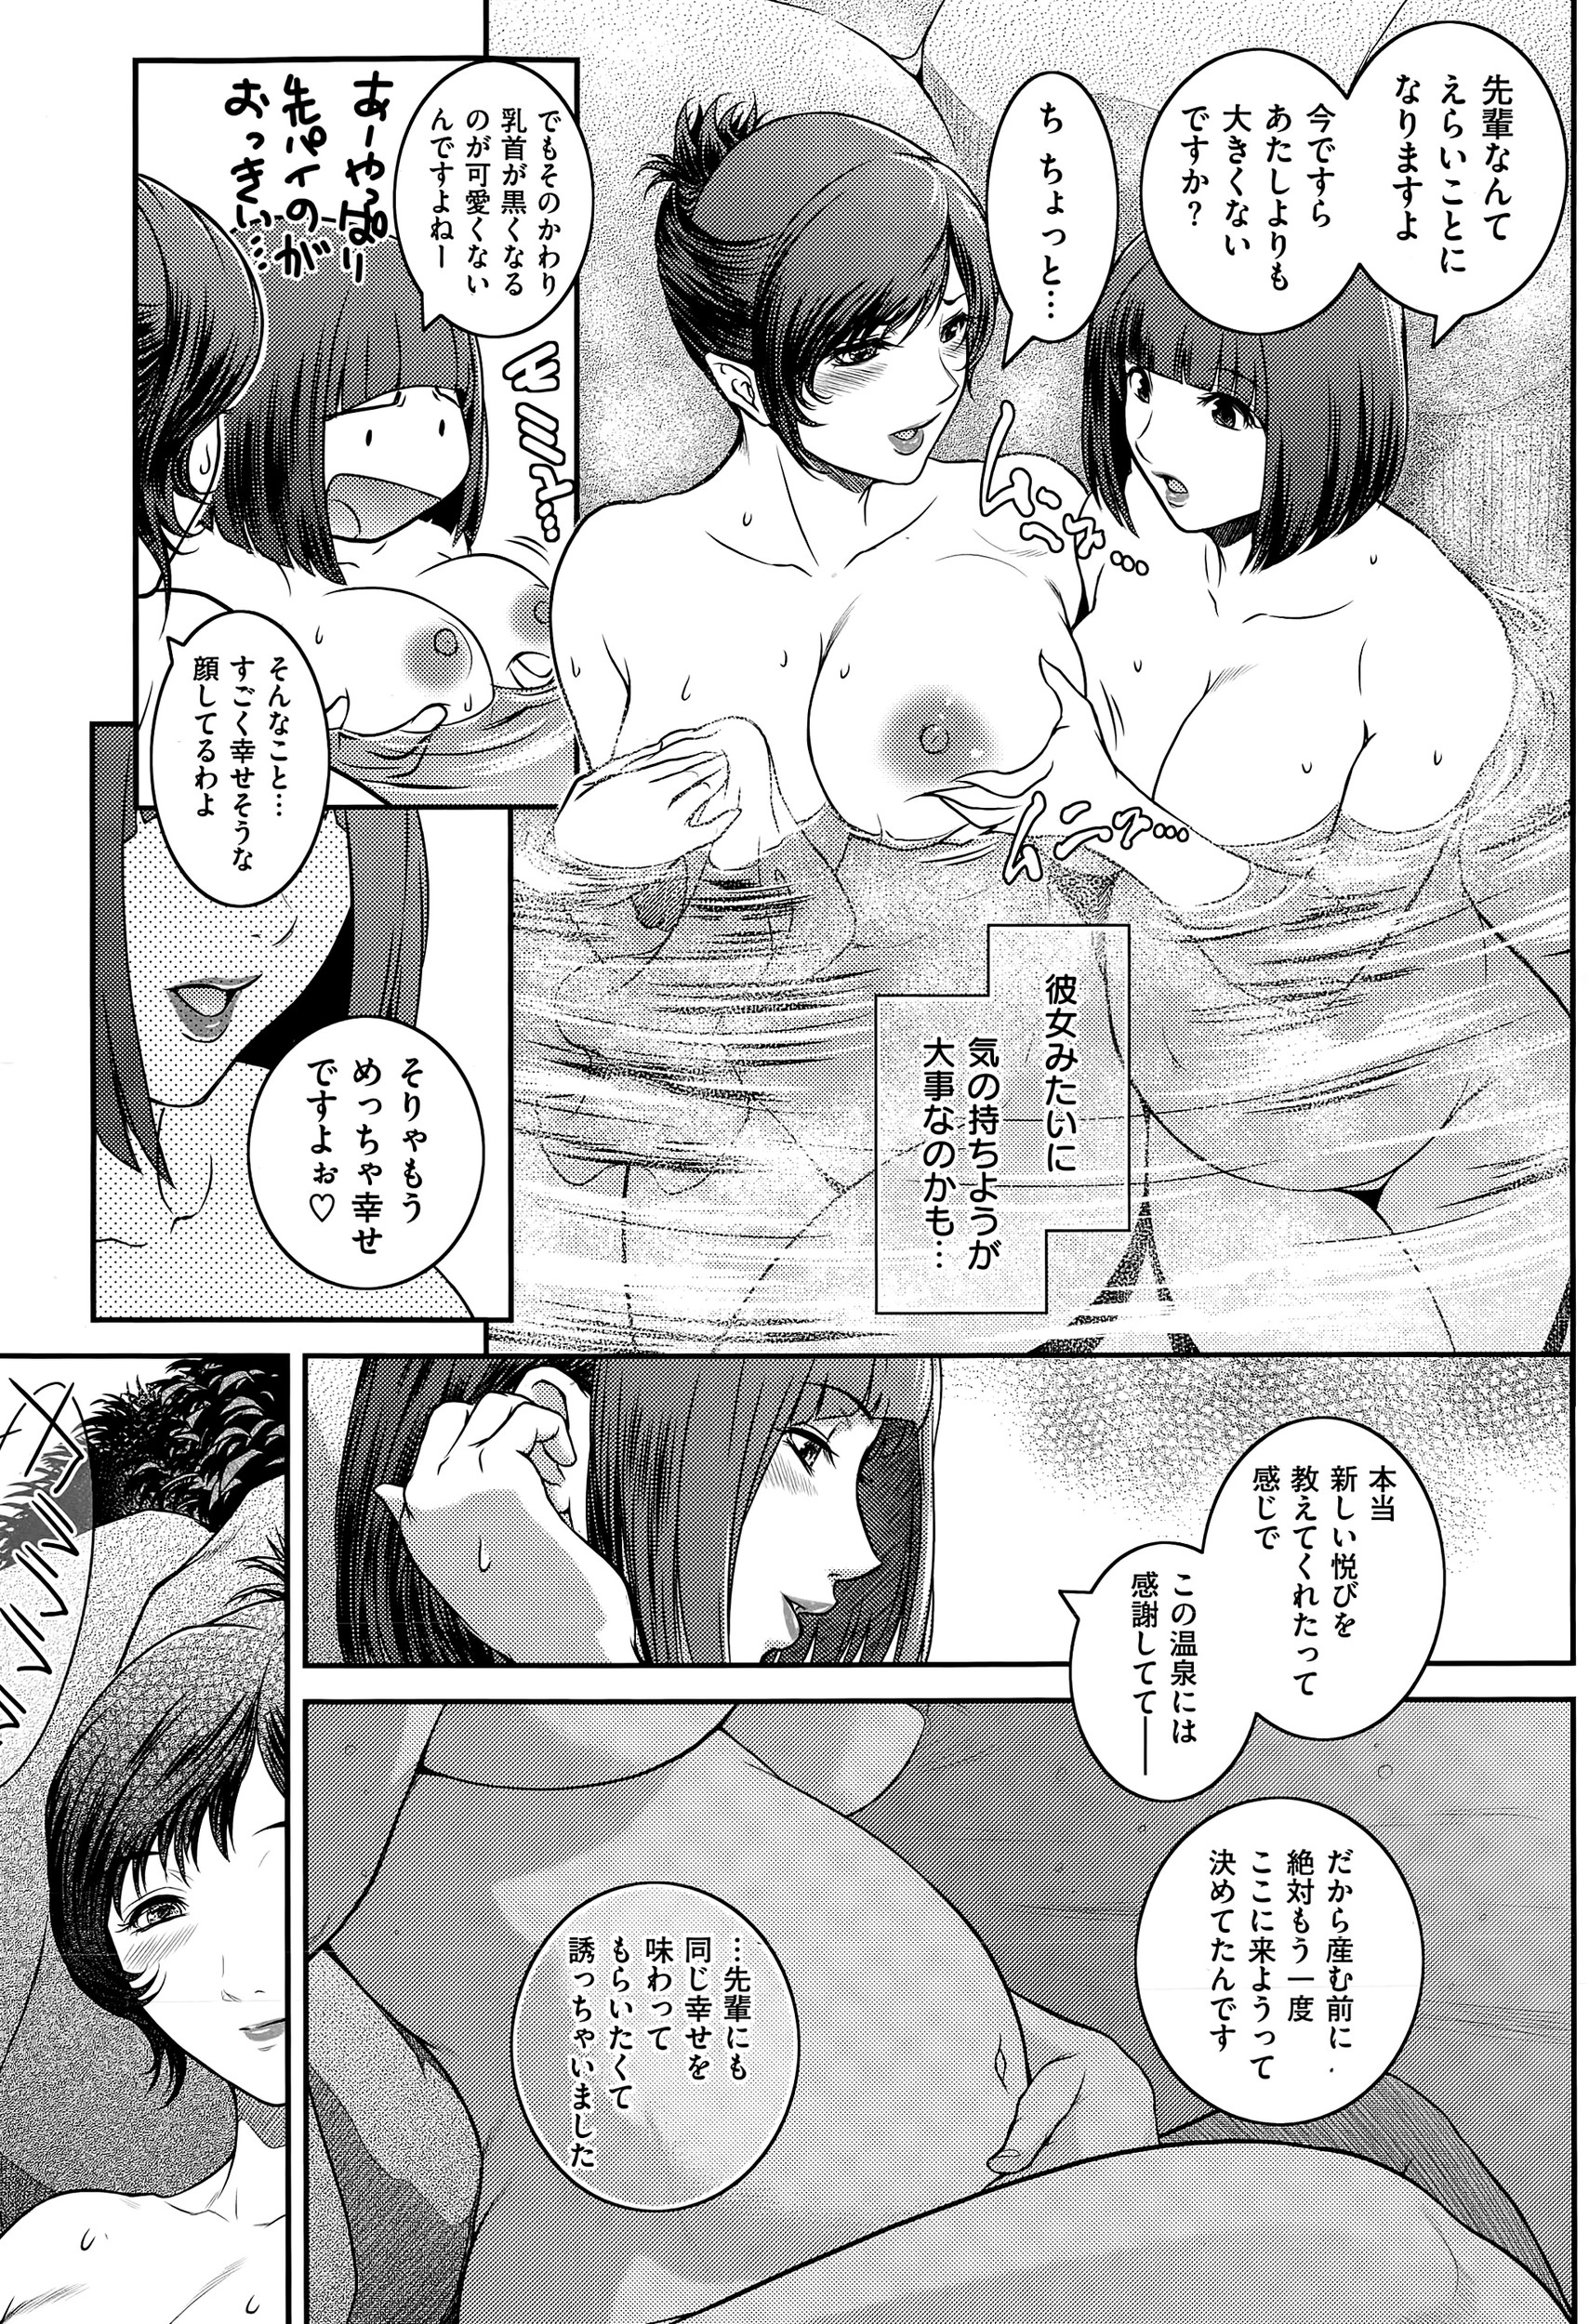 先輩なんて
えらいことに
なりますよ
今ですら
あたしよりも
大きくない
ですか？
ち ちょっと…
ムニュ…
ムニュ…
彼女みたいに
気の持ちようが
大事なのかも…
でもそのかわり
乳首が黒くなる
のが可愛くない
んですよねー
あーやっぱり
先パイのが
おっきぃ…
モミュ…
そんなこと…
すごく幸せそうな
顔してるわよ
そりゃもう
めっちゃ幸せ
ですよぉ♡
本当
新しい悦びを
教えてくれたって
感じで
この温泉には
感謝してて――
だから産む前に
絶対もう一度
ここに来ようって
決めてたんです
…先輩にも
同じ幸せを
味わって
もらいたくて
誘っちゃいました